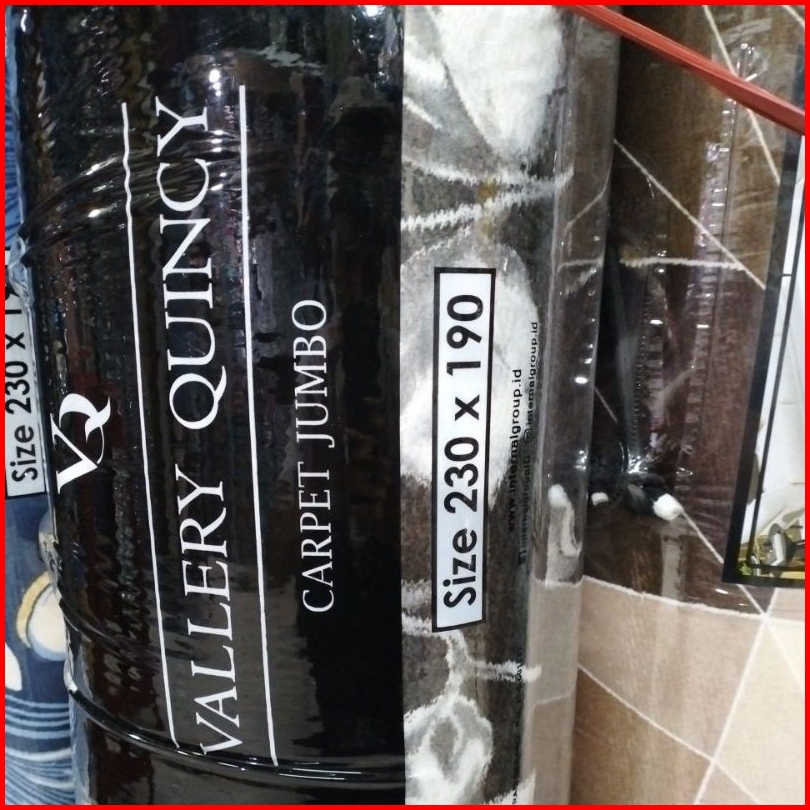 Size 230 x 1
VQ
VALLERY QUINCY
CARPET JUMBO
Size 230 x 190
www.internalgroup.id